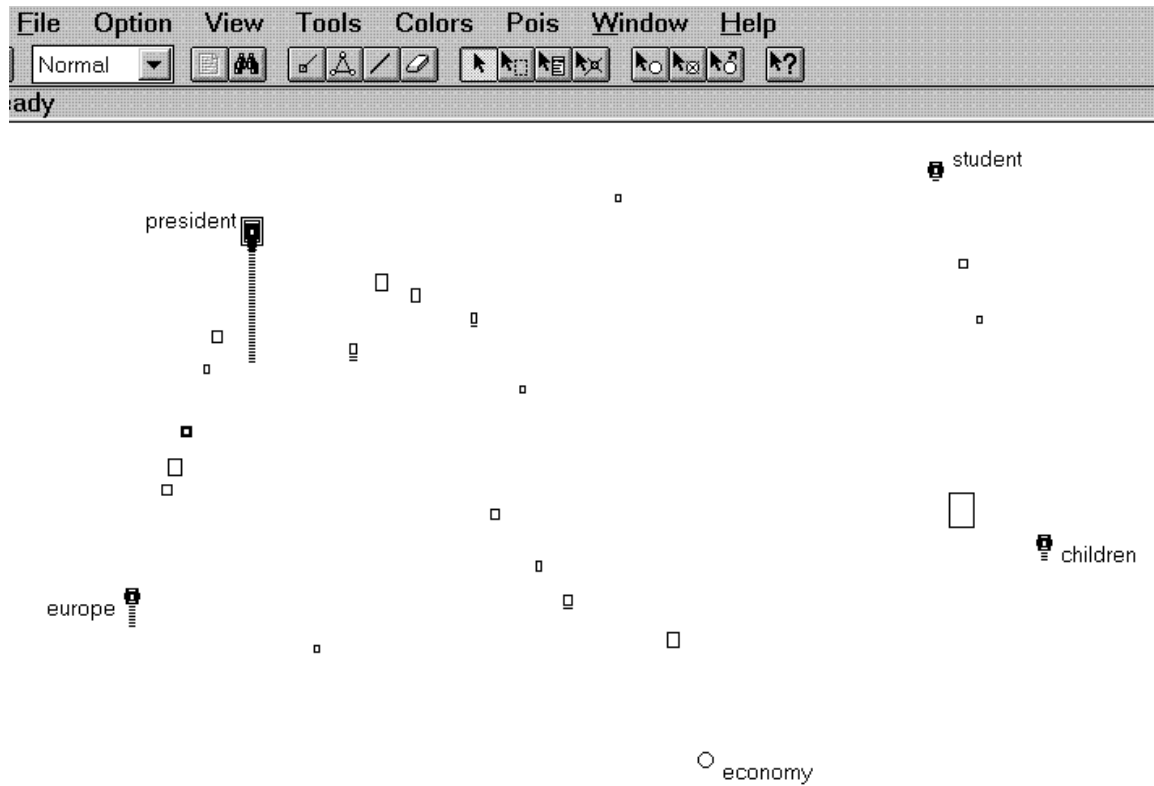 File Option View Tools Colors Pois Window Help
Normal ?
ady
student
president
children
europe
economy